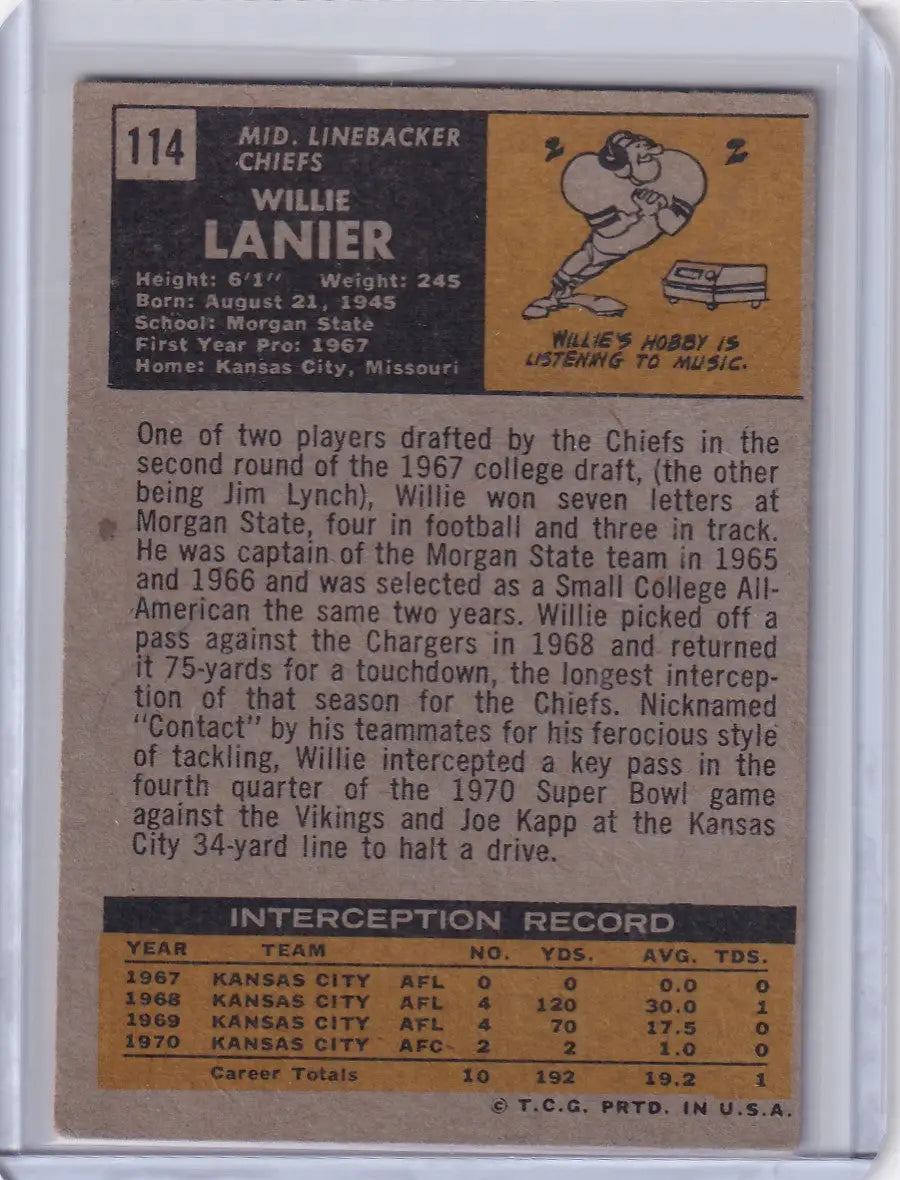 114
MID. LINEBACKER
CHIEFS
WILLIE
LANIER
Height: 6'1" Weight: 245
Born: August 21, 1945
School: Morgan State
First Year Pro: 1967
Home: Kansas City, Missouri
WILLIE'S HOBBY IS
LISTENING TO MUSIC.
One of two players drafted by the Chiefs in the
second round of the 1967 college draft, (the other
being Jim Lynch), Willie won seven letters at
Morgan State, four in football and three in track.
He was captain of the Morgan State team in 1965
and 1966 and was selected as a Small College All-
American the same two years. Willie picked off a
pass against the Chargers in 1968 and returned
it 75-yards for a touchdown, the longest intercep-
tion of that season for the Chiefs. Nicknamed
"Contact" by his teammates for his ferocious style
of tackling, Willie intercepted a key pass in the
fourth quarter of the 1970 Super Bowl game
against the Vikings and Joe Kapp at the Kansas
City 34-yard line to halt a drive.
INTERCEPTION RECORD
YEAR TEAM NO. YDS. AVG. TDS.
1967 KANSAS CITY AFL 0 0 0.0 0
1968 KANSAS CITY AFL 4 120 30.0 1
1969 KANSAS CITY AFL 4 70 17.5 0
1970 KANSAS CITY AFC 2 2 1.0 0
Career Totals 10 192 19.2 1
© T.C.G. PRTD. IN U.S.A.